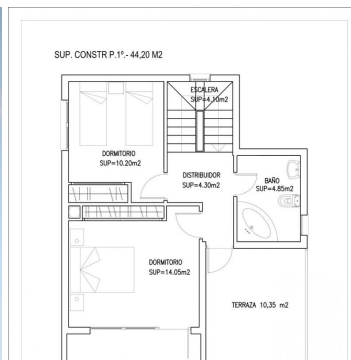 SUP. CONSTR P.1º.- 44,20 M2
ESCALERA
SUP=4.10m2
DORMITORIO
SUP=10.20m2
DISTRIBUIDOR
SUP=4.30m2
BAÑO
SUP=4.85m2
DORMITORIO
SUP=14.05m2
TERRAZA 10,35 m2